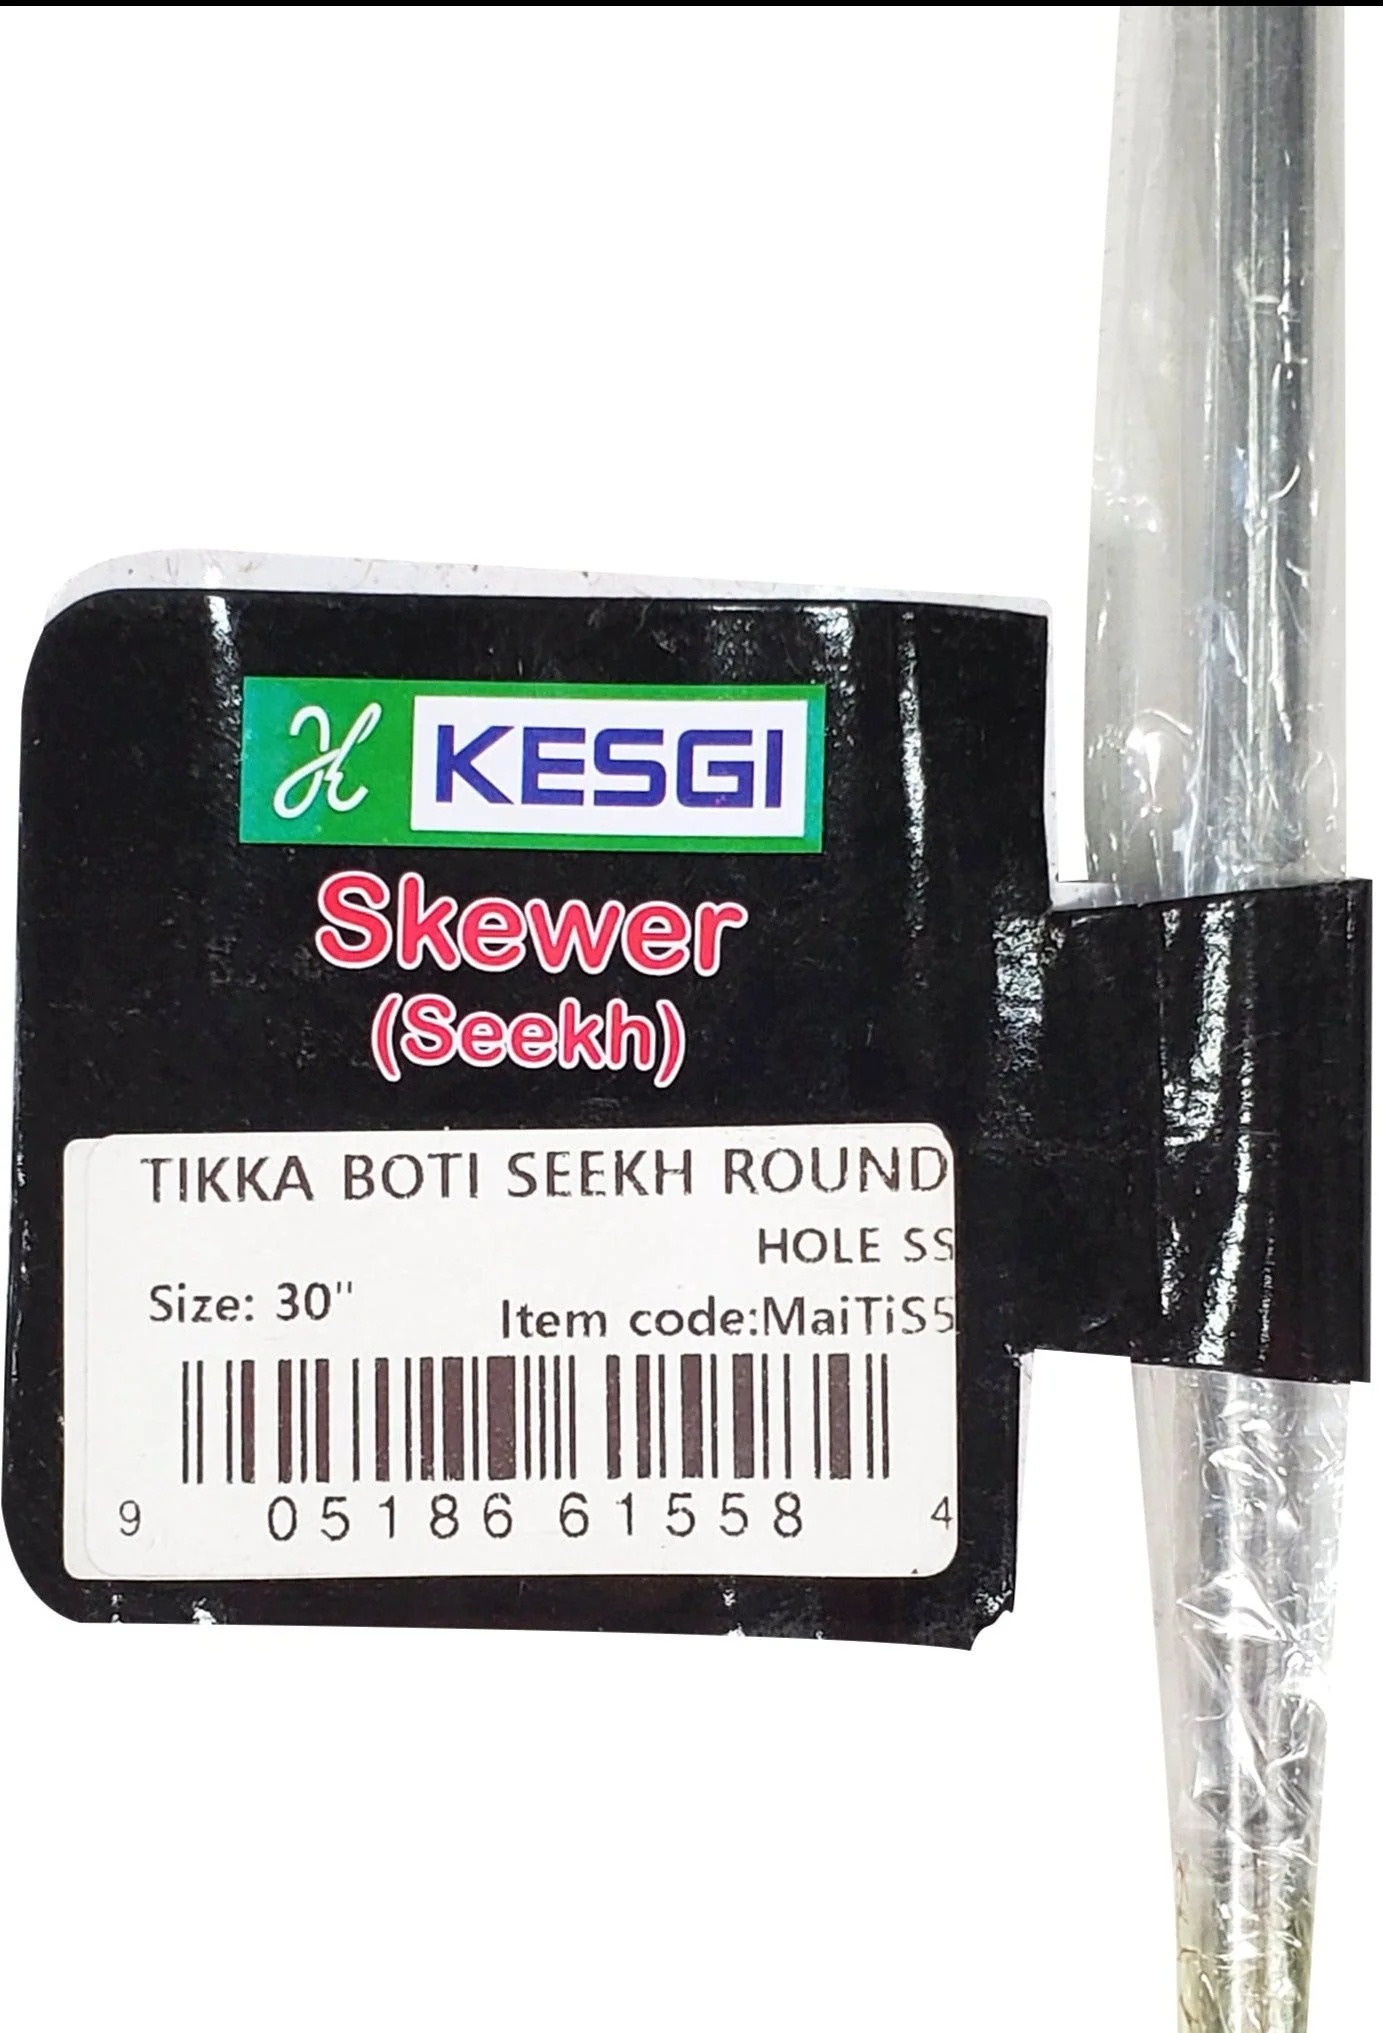 KESGI
Skewer
(Seekh)
TIKKA BOTI SEEKH ROUND
HOLE SS
Size: 30"
Item code:MaiTiS5
9 05186 61558 4